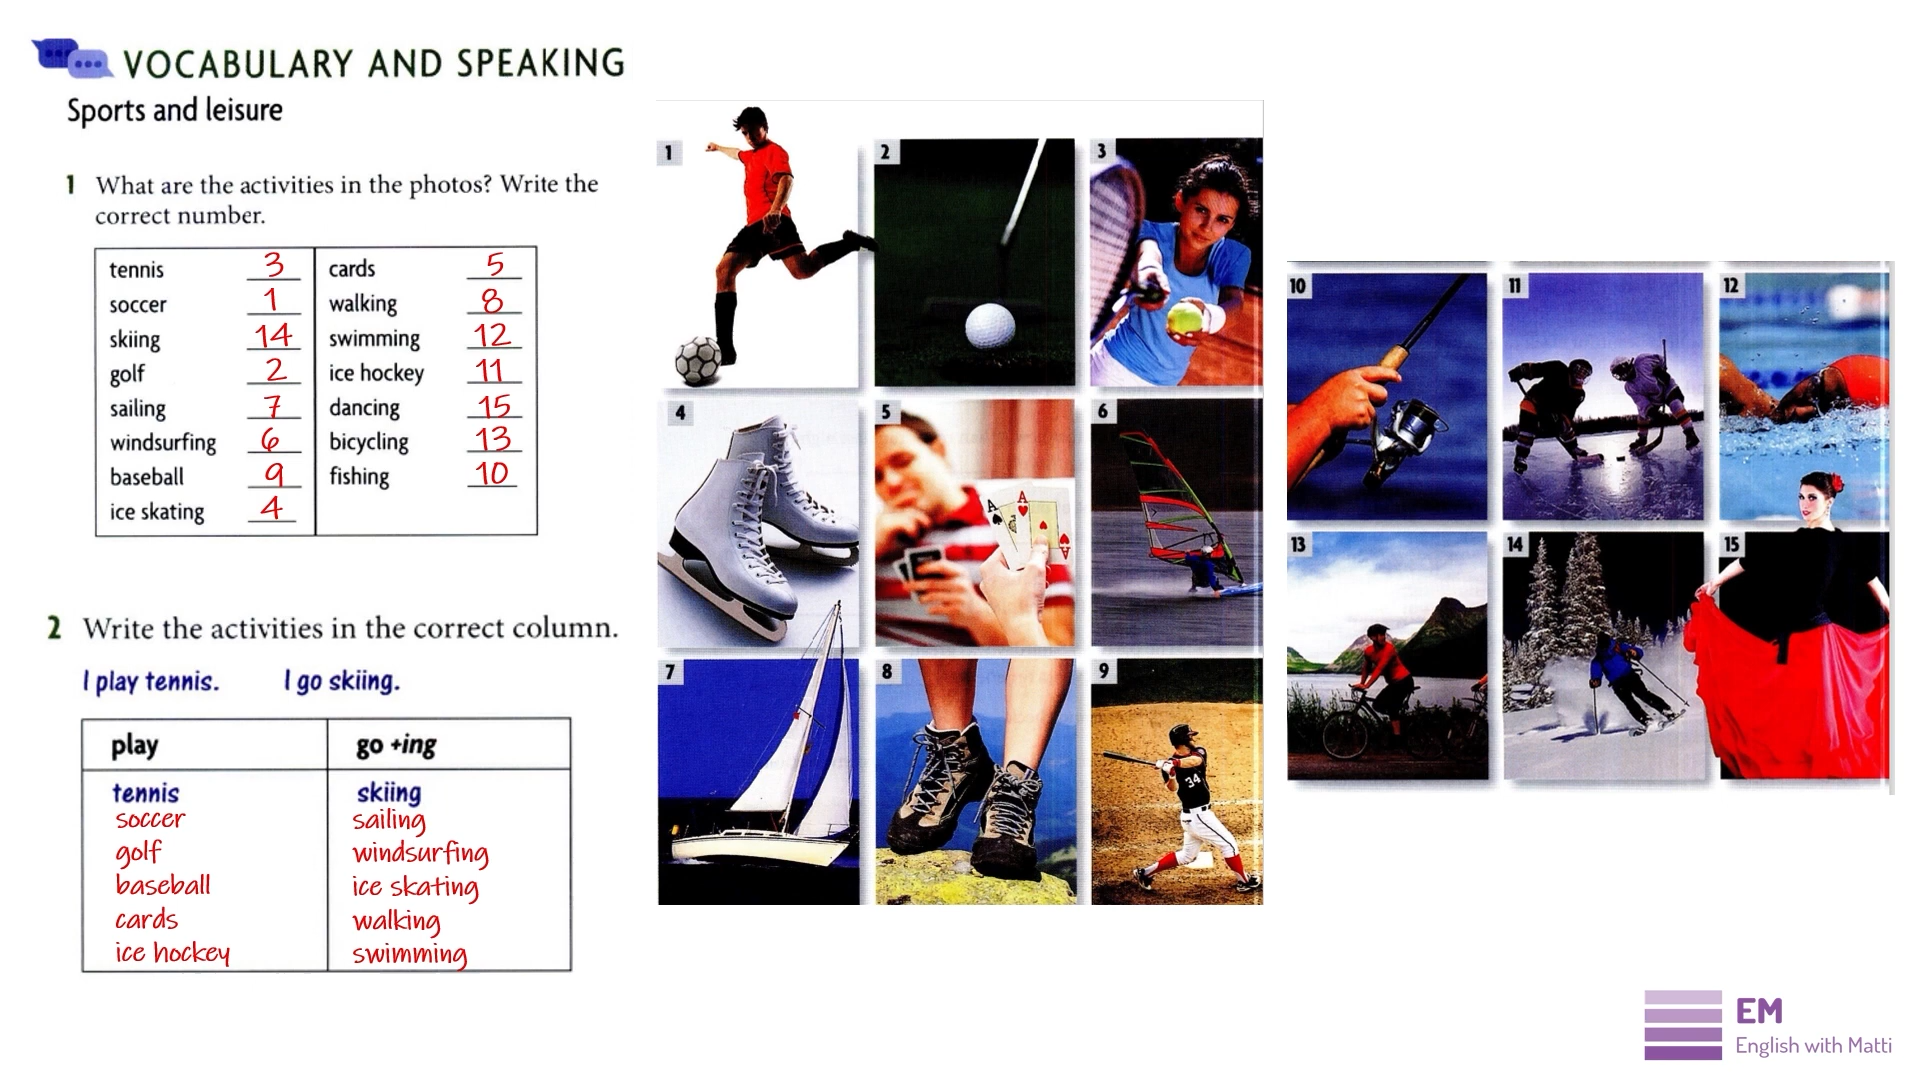 VOCABULARY AND SPEAKING
Sports and leisure
1 What are the activities in the photos? Write the
correct number.
tennis 3
soccer 1
skiing 14
golf 2
sailing 7
windsurfing 6
baseball 9
ice skating 4
cards 5
walking 8
swimming 12
ice hockey 11
dancing 15
bicycling 13
fishing 10
2 Write the activities in the correct column.
I play tennis. I go skiing.
play
tennis
soccer
golf
baseball
cards
ice hockey
go +ing
skiing
sailing
windsurfing
ice skating
walking
swimming
1 2 3
4 5 6
A A A
7 8 9
34
10 11 12
13 14 15
EM
English with Matti